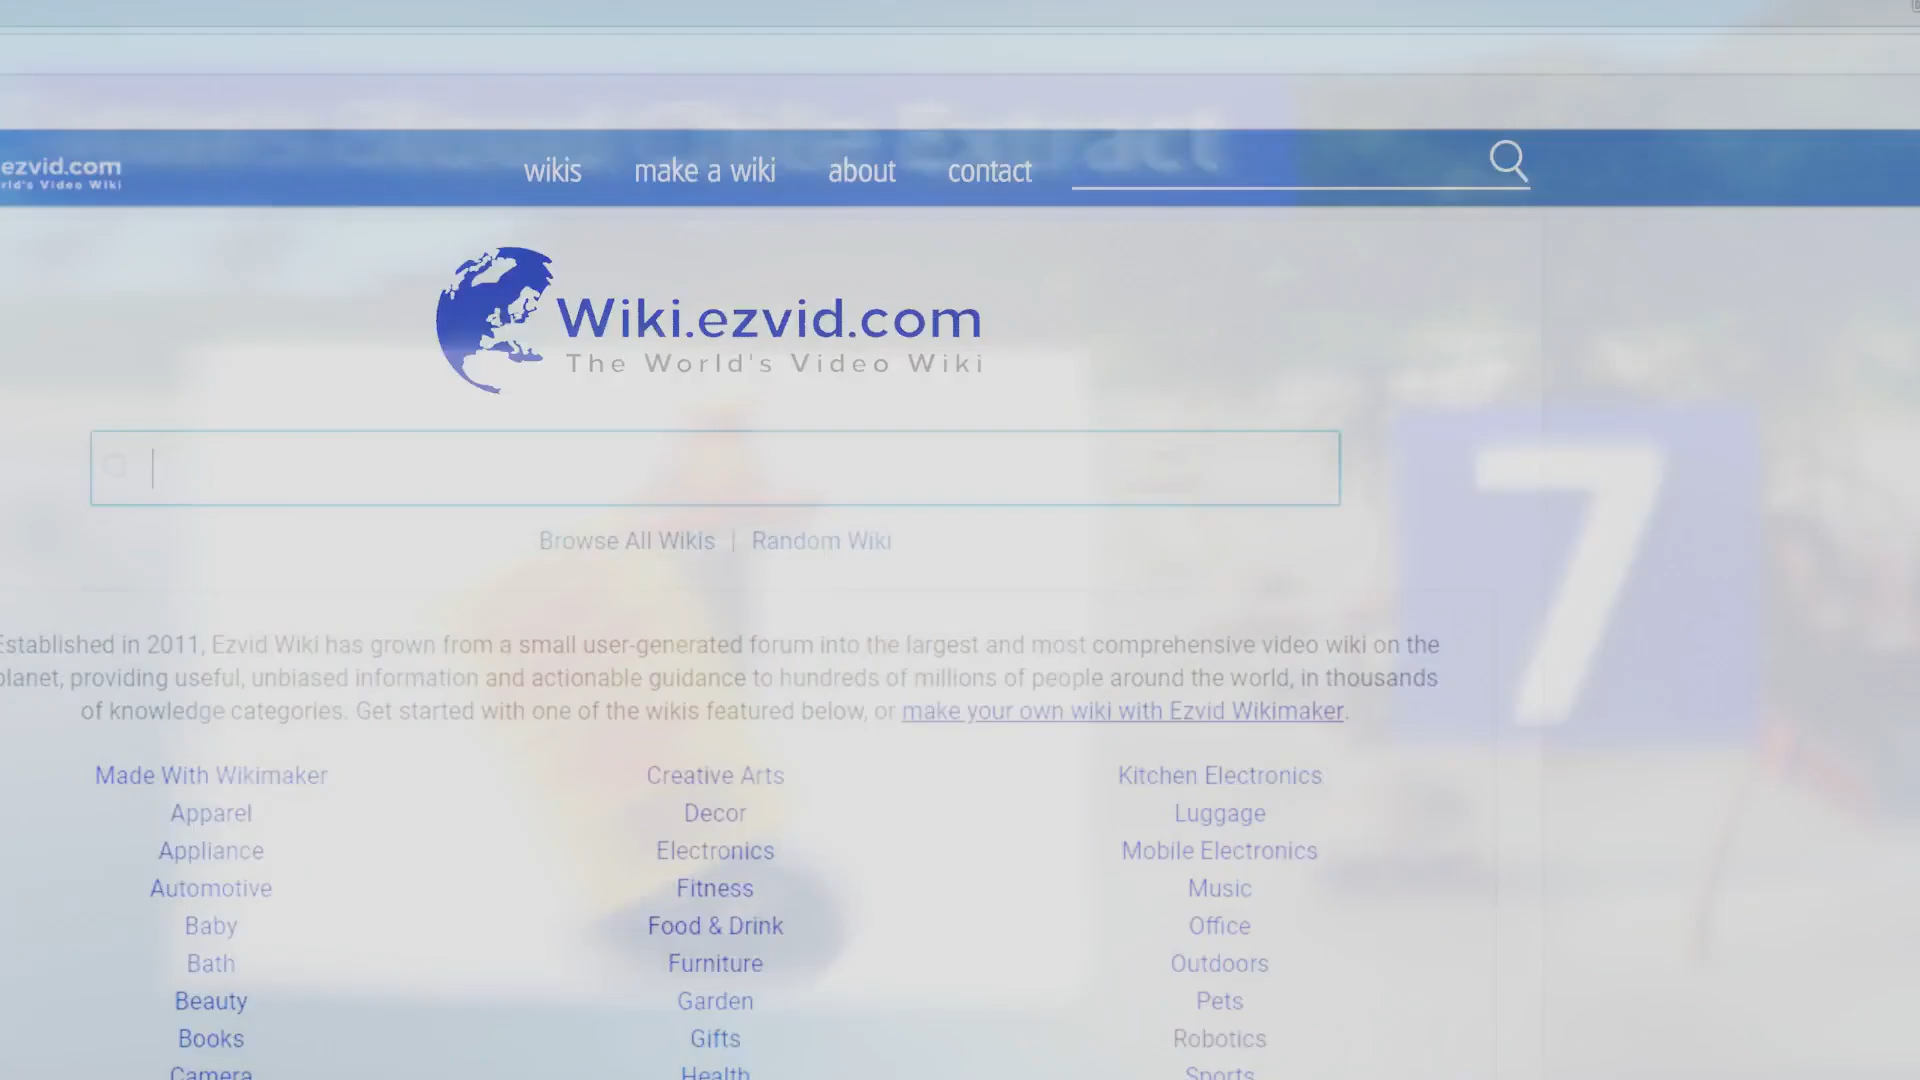 ezvid.com
wikis make a wiki about contact
Extract
Wiki.ezvid.com
The World's Video Wiki
Browse All Wikis | Random Wiki
7
Established in 2011, Ezvid Wiki has grown from a small user-generated forum into the largest and most comprehensive video wiki on the
planet, providing useful, unbiased information and actionable guidance to hundreds of millions of people around the world, in thousands
of knowledge categories. Get started with one of the wikis featured below, or make your own wiki with Ezvid Wikimaker.
Made With Wikimaker Creative Arts Kitchen Electronics
Apparel Decor Luggage
Appliance Electronics Mobile Electronics
Automotive Fitness Music
Baby Food & Drink Office
Bath Furniture Outdoors
Beauty Garden Pets
Books Gifts Robotics
Camera Health Sports